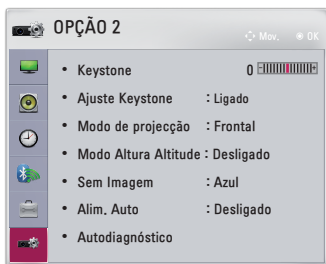 OPÇÃO 2
Mov. OK
• Keystone 0
• Ajuste Keystone : Ligado
• Modo de projecção : Frontal
• Modo Altura Altitude : Desligado
• Sem Imagem : Azul
• Alim. Auto : Desligado
• Autodiagnóstico